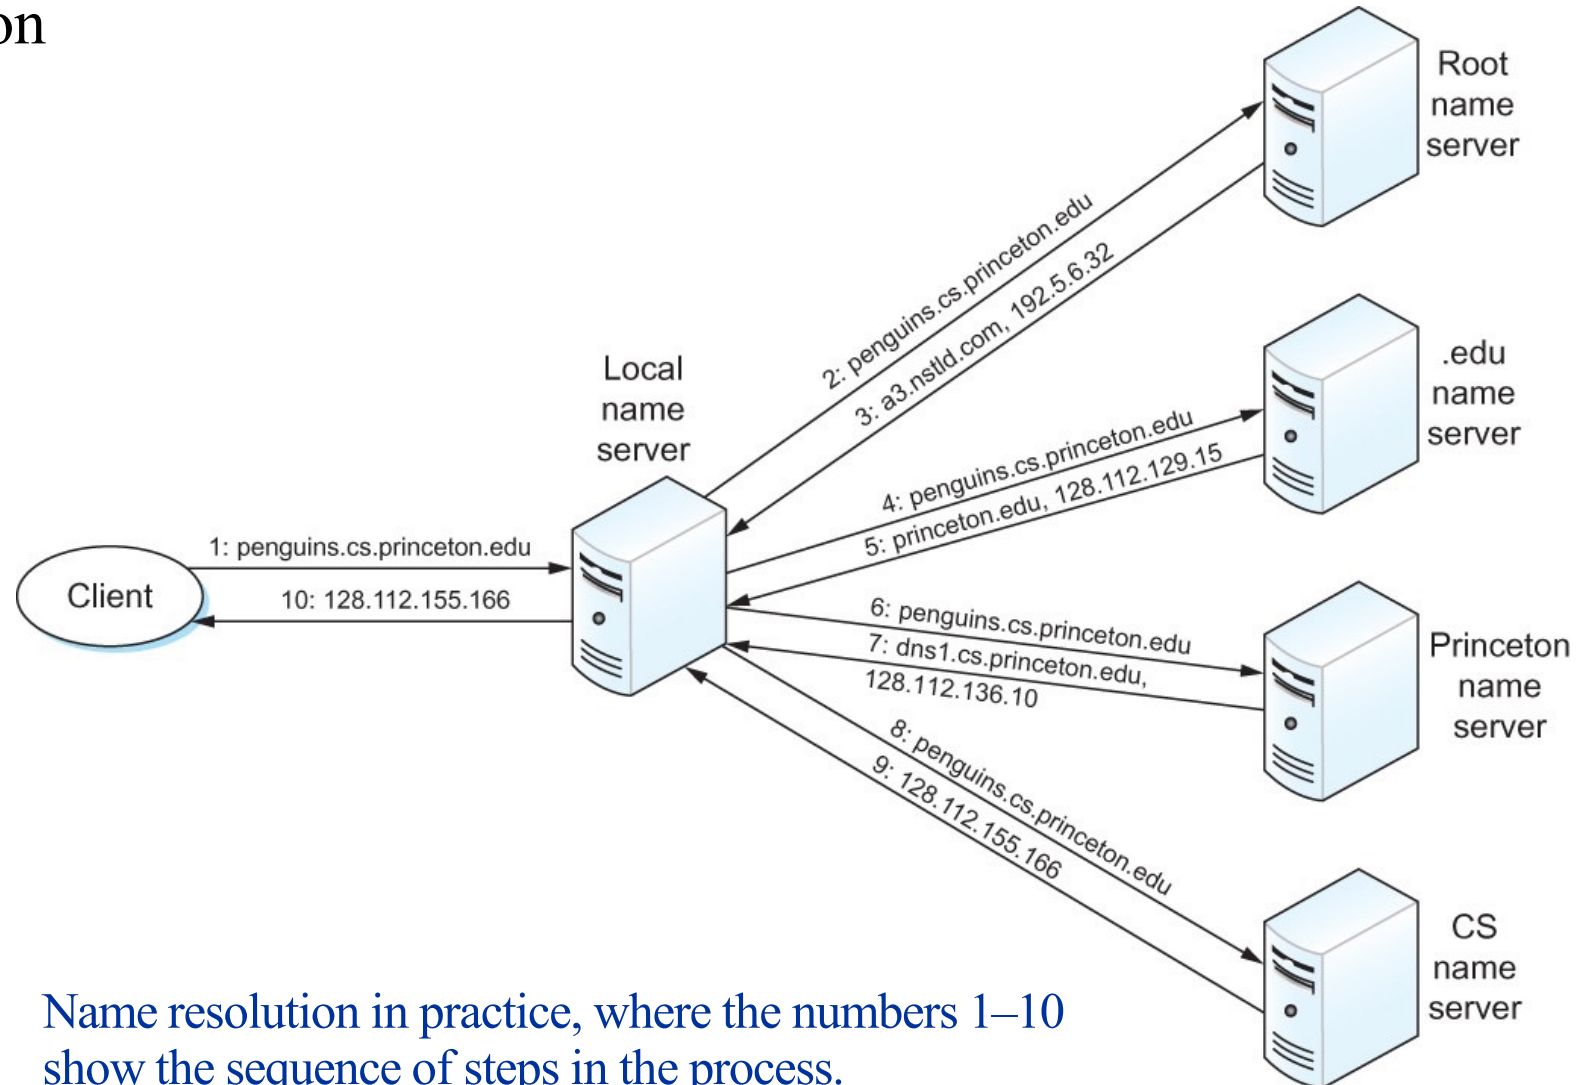 on
Root
name
server
2: penguins.cs.princeton.edu
3: a3.nstld.com, 192.5.6.32
.edu
name
server
Local
name
server
4: penguins.cs.princeton.edu
5: princeton.edu, 128.112.129.15
1: penguins.cs.princeton.edu
Client
10: 128.112.155.166
6: penguins.cs.princeton.edu
7: dns1.cs.princeton.edu,
128.112.136.10
Princeton
name
server
8: penguins.cs.princeton.edu
9: 128.112.155.166
CS
name
server
Name resolution in practice, where the numbers 1–10
show the sequence of steps in the process.